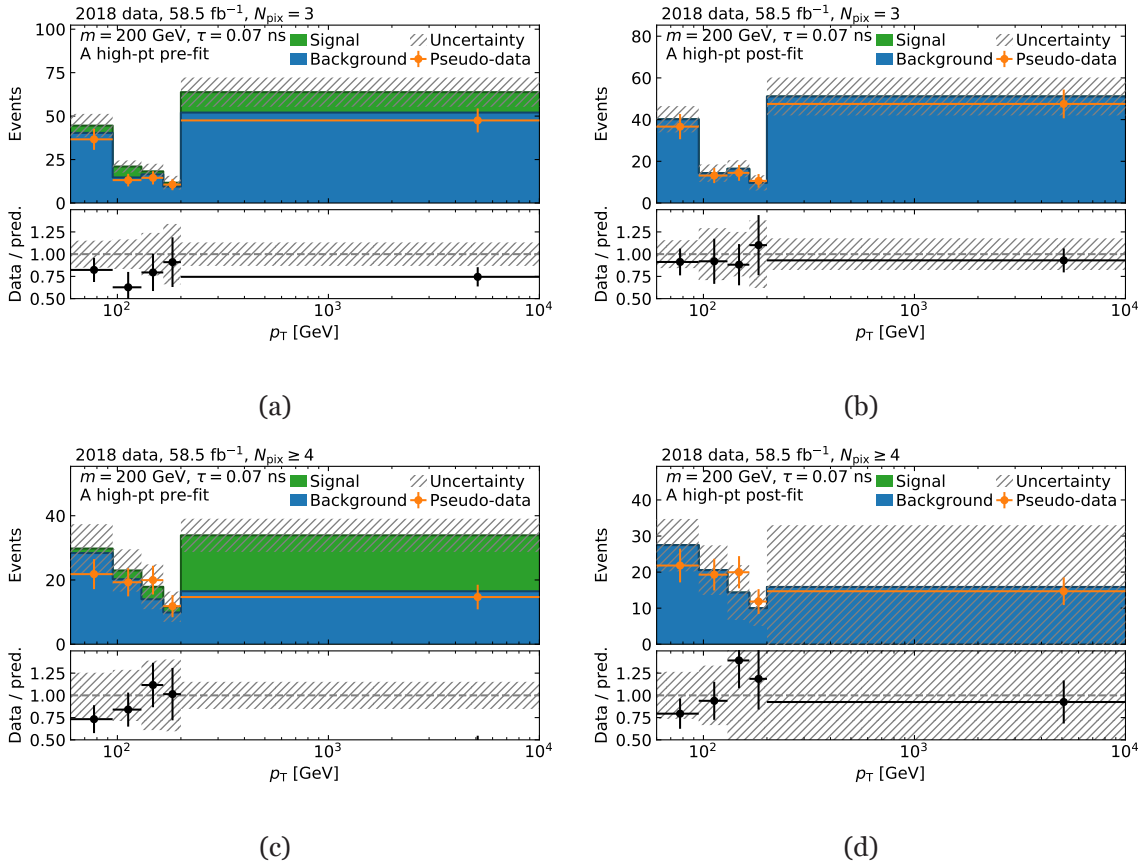 2018 data, 58.5 fb⁻¹, N_pix = 3
m = 200 GeV, τ = 0.07 ns
A high-pt pre-fit
Signal
Background
Uncertainty
Pseudo-data
Events
100
75
50
25
0
Data / pred.
1.25
1.00
0.75
0.50
10²
10³
10⁴
p_T [GeV]
(a)
2018 data, 58.5 fb⁻¹, N_pix = 3
m = 200 GeV, τ = 0.07 ns
A high-pt post-fit
Signal
Background
Uncertainty
Pseudo-data
Events
80
60
40
20
0
Data / pred.
1.25
1.00
0.75
0.50
10²
10³
10⁴
p_T [GeV]
(b)
2018 data, 58.5 fb⁻¹, N_pix ≥ 4
m = 200 GeV, τ = 0.07 ns
A high-pt pre-fit
Signal
Background
Uncertainty
Pseudo-data
Events
40
20
0
Data / pred.
1.25
1.00
0.75
0.50
10²
10³
10⁴
p_T [GeV]
(c)
2018 data, 58.5 fb⁻¹, N_pix ≥ 4
m = 200 GeV, τ = 0.07 ns
A high-pt post-fit
Signal
Background
Uncertainty
Pseudo-data
Events
40
30
20
10
0
Data / pred.
1.25
1.00
0.75
0.50
10²
10³
10⁴
p_T [GeV]
(d)